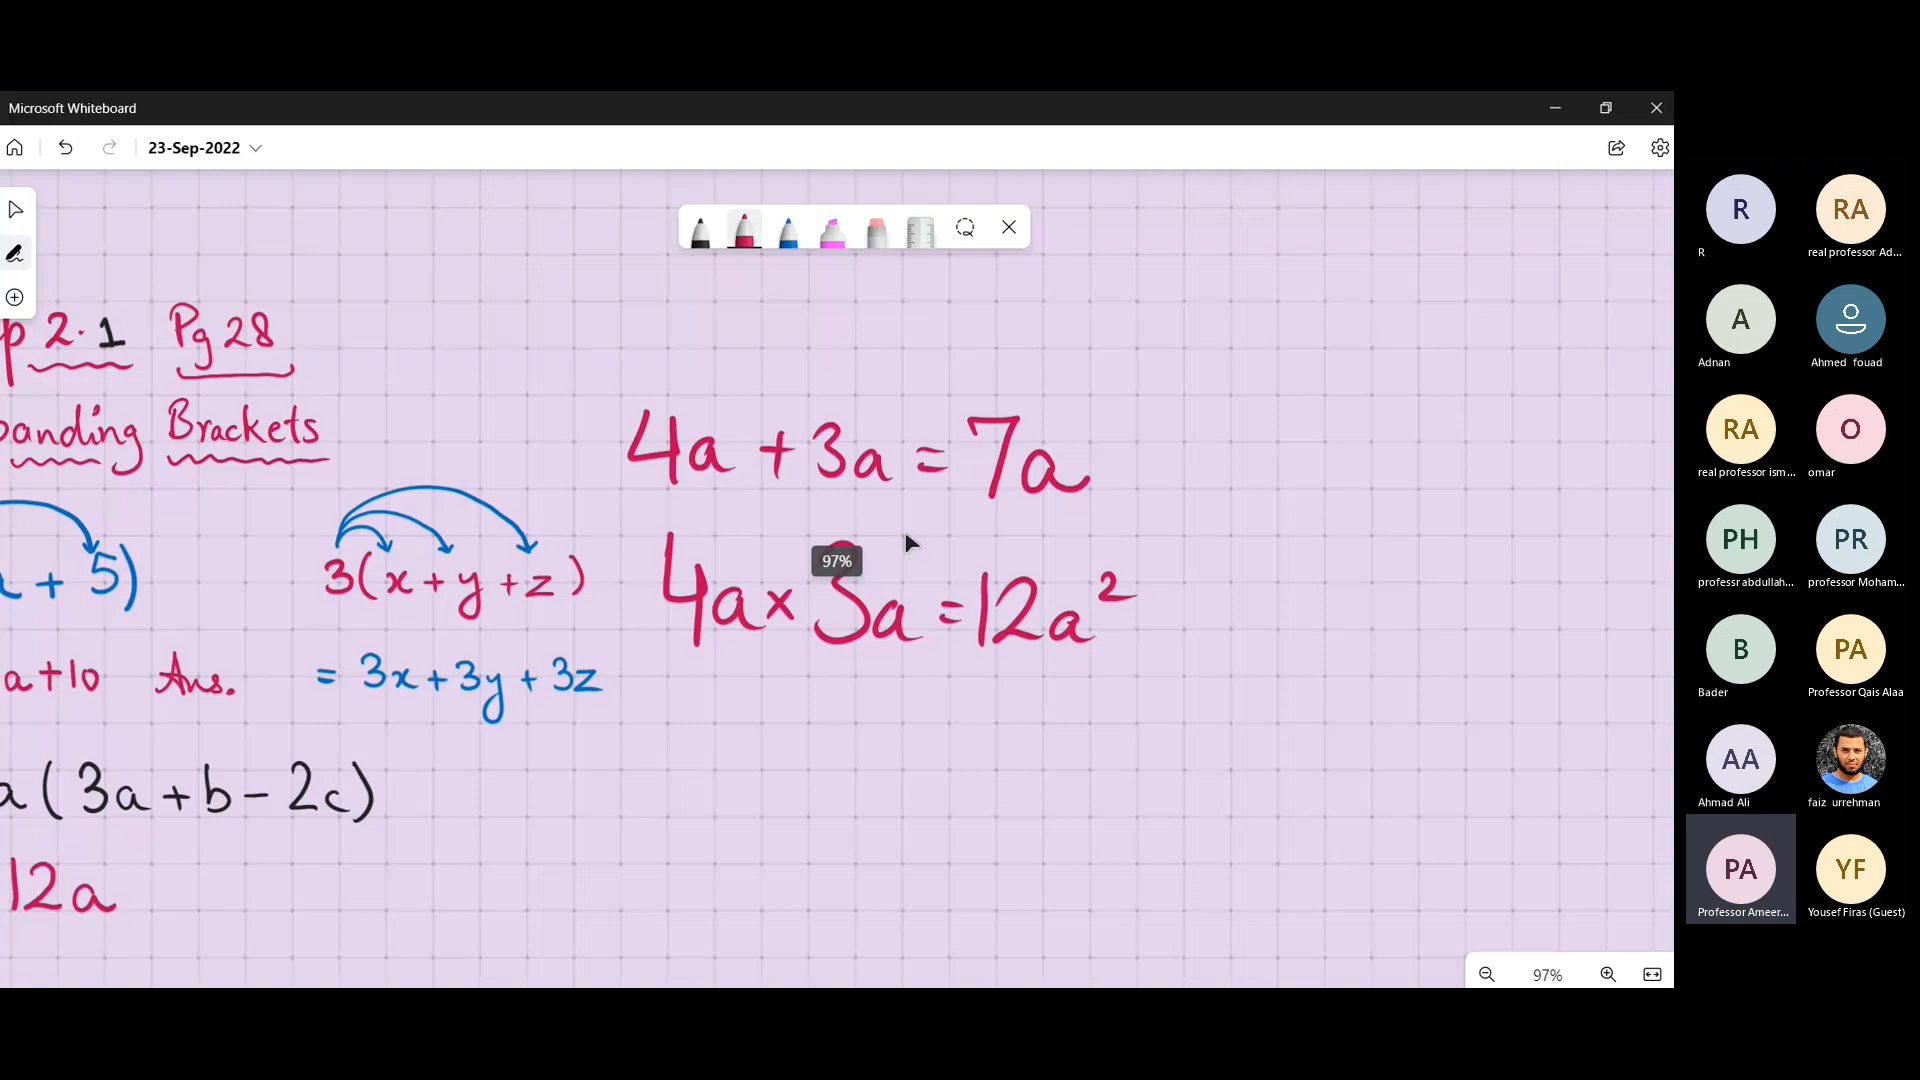 Microsoft Whiteboard
23-Sep-2022
p 2.1 Pg 28
panding Brackets
+ 5)
3(x+y+z)
a+10 Ans.
= 3x+3y+3z
a(3a+b-2c)
12a
4a+3a=7a
4a×3a=12a²
97%
97%
R
R
RA
real professor Ad...
A
Adnan
Ahmed fouad
RA
real professor ism...
O
omar
PH
professr abdullah...
PR
professor Moham...
B
Bader
PA
Professor Qais Alaa
AA
Ahmad Ali
faiz urrehman
PA
Professor Ameer...
YF
Yousef Firas (Guest)